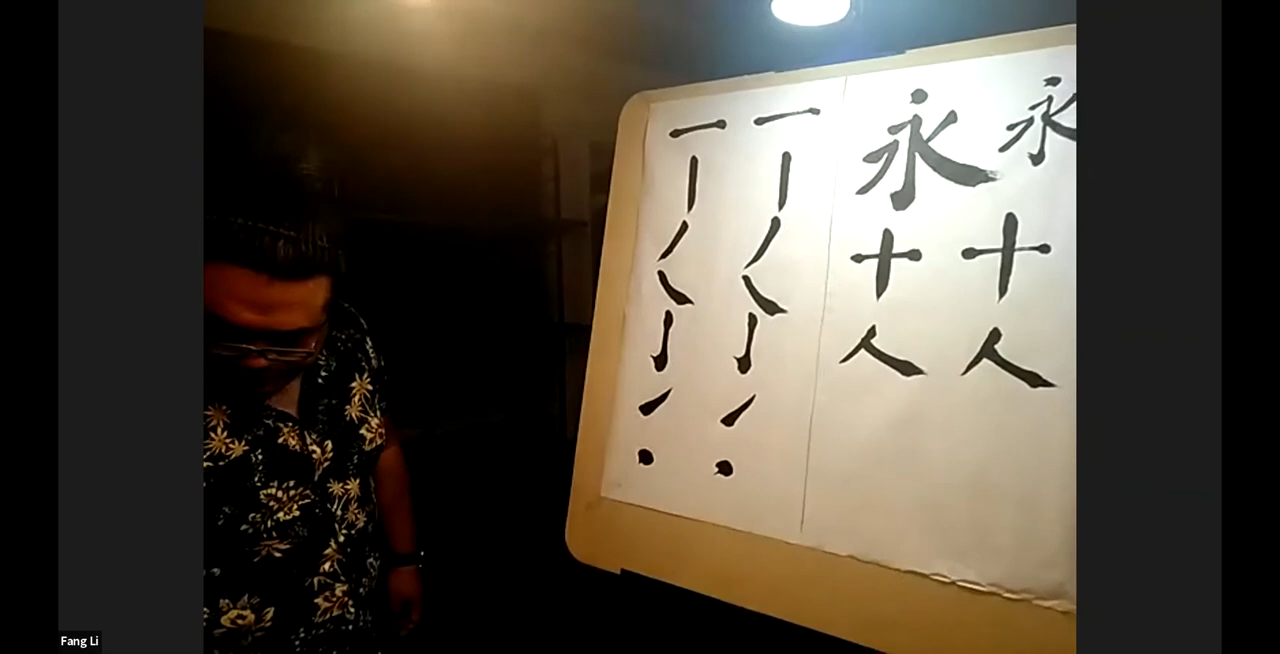 一 一
丨 丨
丿 丿
㇏ ㇏
亅 亅
㇀ ㇀
丶 丶
永 永
十 十
人 人
Fang Li